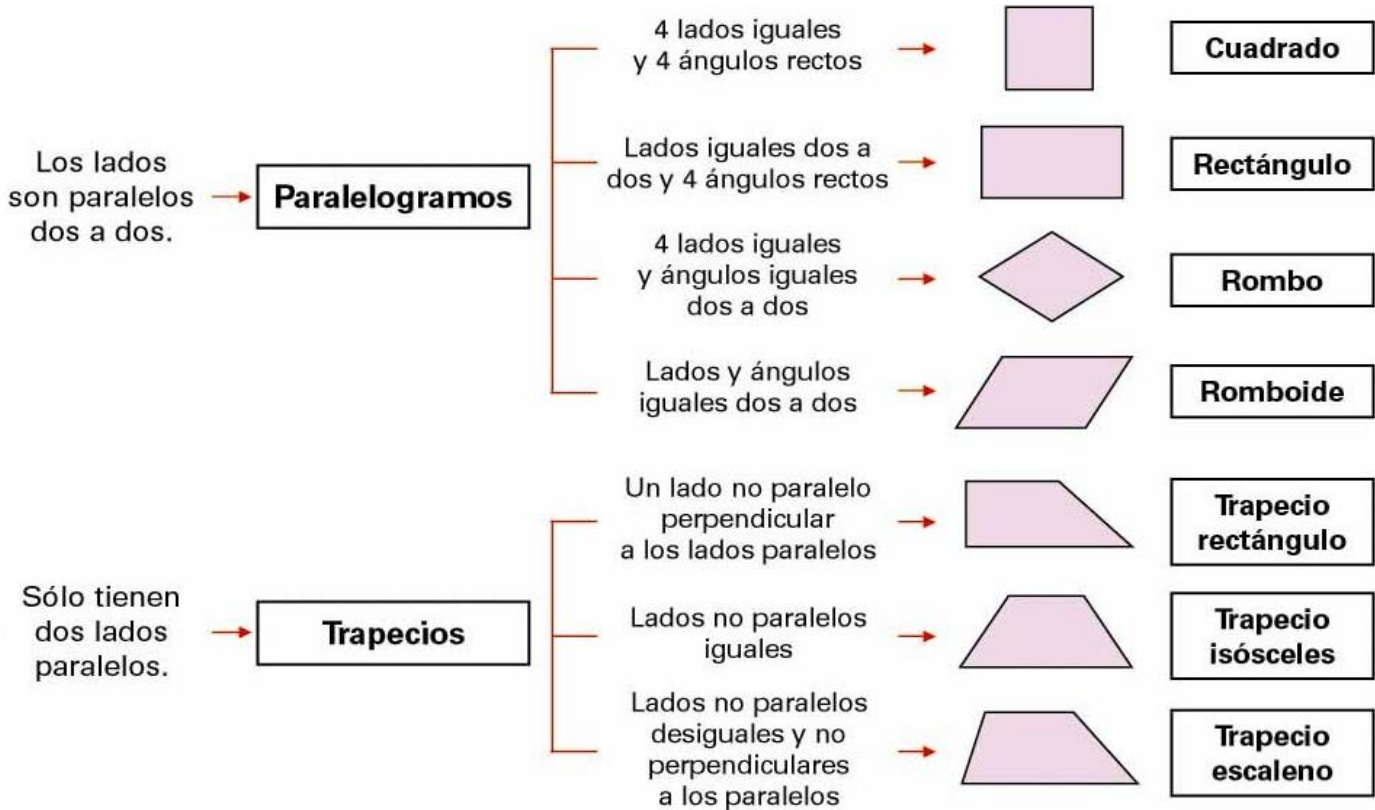 Los lados
son paralelos
dos a dos.
Paralelogramos
4 lados iguales
y 4 ángulos rectos
Cuadrado
Lados iguales dos a
dos y 4 ángulos rectos
Rectángulo
4 lados iguales
y ángulos iguales
dos a dos
Rombo
Lados y ángulos
iguales dos a dos
Romboide
Sólo tienen
dos lados
paralelos.
Trapecios
Un lado no paralelo
perpendicular
a los lados paralelos
Trapecio
rectángulo
Lados no paralelos
iguales
Trapecio
isósceles
Lados no paralelos
desiguales y no
perpendiculares
a los paralelos
Trapecio
escaleno